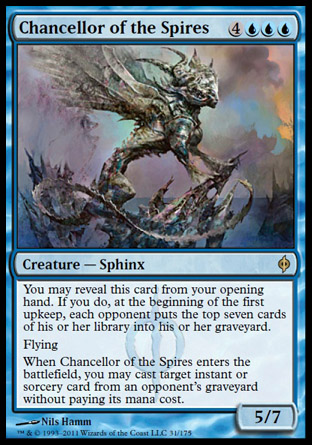 Chancellor of the Spires 4
Creature — Sphinx
You may reveal this card from your opening
hand. If you do, at the beginning of the first
upkeep, each opponent puts the top seven cards
of his or her library into his or her graveyard.
Flying
When Chancellor of the Spires enters the
battlefield, you may cast target instant or
sorcery card from an opponent's graveyard
without paying its mana cost.
Nils Hamm
™ & © 1993–2011 Wizards of the Coast LLC 31/175
5/7